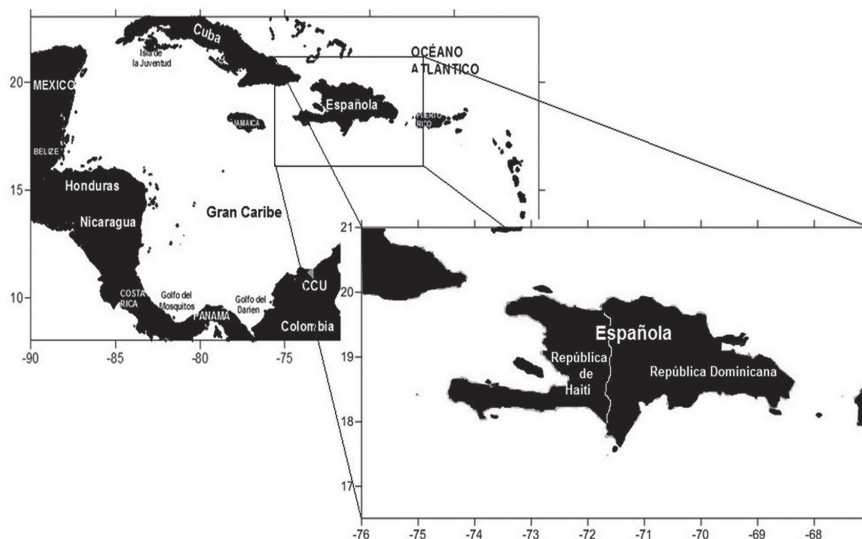 Cuba
Isla de
la Juventud
OCÉANO
ATLÁNTICO
20
MEXICO
Española
JAMAICA
PUERTO
RICO
BELIZE
15
Honduras
Nicaragua
Gran Caribe
COSTA
RICA
Golfo del
Mosquitos
PANAMA
Golfo del
Darien
CCU
Colombia
10
-90
-85
-80
-75
21
20
19
18
17
Española
República
de
Haiti
República Dominicana
-76
-75
-74
-73
-72
-71
-70
-69
-68